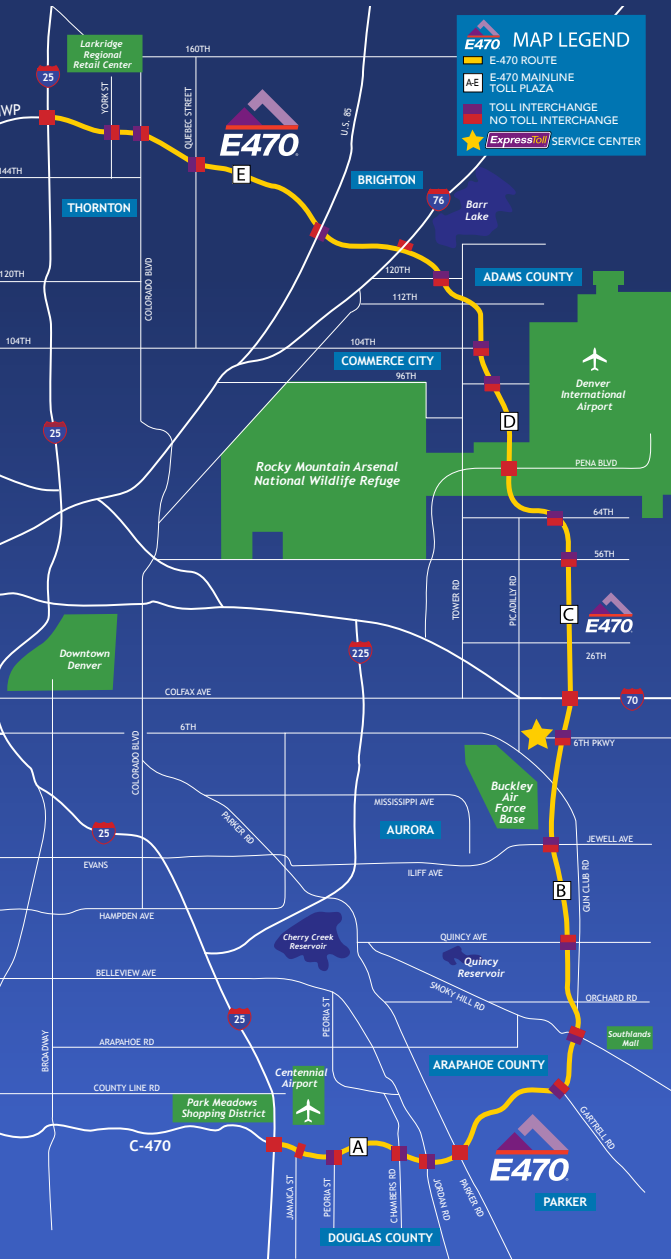 E470
MAP LEGEND
E-470 ROUTE
A-E
E-470 MAINLINE
TOLL PLAZA
TOLL INTERCHANGE
NO TOLL INTERCHANGE
ExpressToll SERVICE CENTER
Larkridge
Regional
Retail Center
160TH
25
YORK ST
QUEBEC STREET
U.S. 85
E470
E
144TH
THORNTON
BRIGHTON
76
Barr
Lake
120TH
COLORADO BLVD
120TH
112TH
ADAMS COUNTY
104TH
104TH
COMMERCE CITY
96TH
Denver
International
Airport
25
D
Rocky Mountain Arsenal
National Wildlife Refuge
PENA BLVD
64TH
56TH
TOWER RD
PICADILLY RD
C
E470
26TH
225
Downtown
Denver
COLFAX AVE
70
6TH
6TH PKWY
COLORADO BLVD
Buckley
Air
Force
Base
MISSISSIPPI AVE
PARKER RD
AURORA
25
JEWELL AVE
EVANS
ILIFF AVE
B
GUN CLUB RD
HAMPDEN AVE
Cherry Creek
Reservoir
QUINCY AVE
Quincy
Reservoir
BELLEVIEW AVE
SMOKY HILL RD
ORCHARD RD
PEORIA ST
25
BROADWAY
ARAPAHOE RD
Southlands
Mall
ARAPAHOE COUNTY
Centennial
Airport
COUNTY LINE RD
Park Meadows
Shopping District
GARTRELL RD
C-470
A
E470
JAMAICA ST
PEORIA ST
CHAMBERS RD
JORDAN RD
PARKER RD
PARKER
DOUGLAS COUNTY